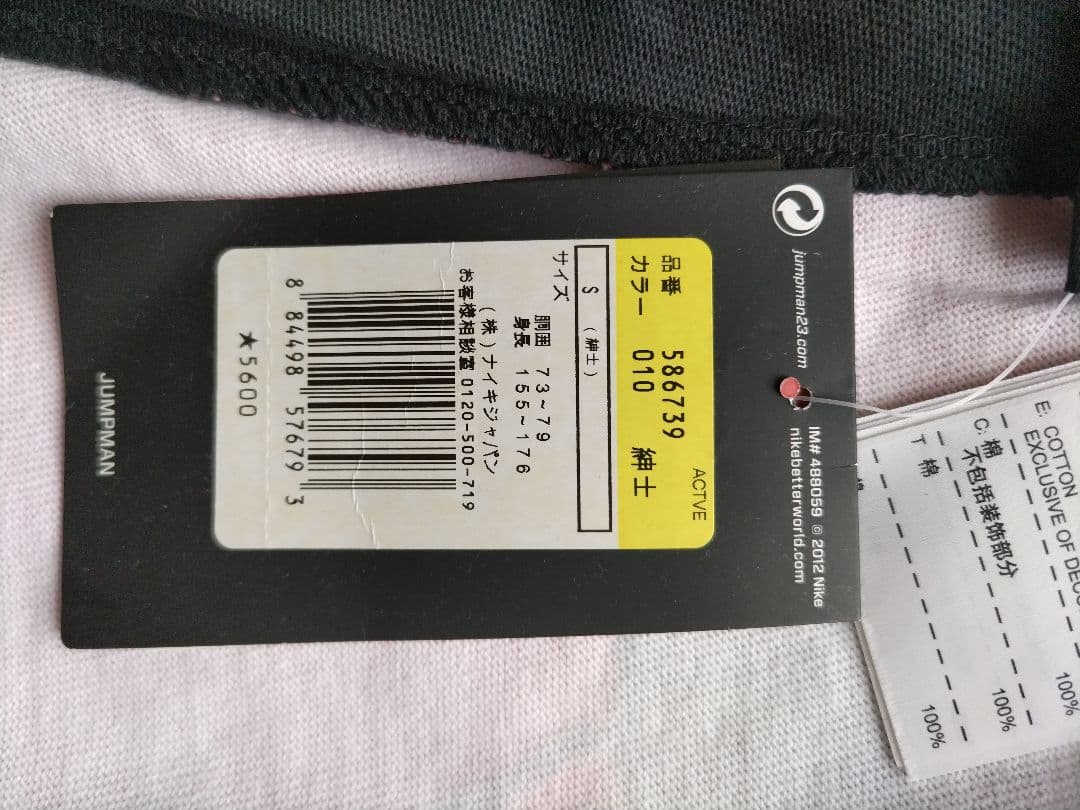 jumpman23.com
IM# 488059 © 2012 Nike
nikebetterworld.com
ACTVE
品番 586739 紳士
カラー 010
S (紳士)
サイズ
胴囲 73~79
身長 155~176
(株)ナイキジャパン
お客様相談室 0120-500-719
8 84498 57679 3
★5600
JUMPMAN
E: COTTON 100%
EXCLUSIVE OF
C: 棉 100%
不包括装饰部分
T 棉 100%